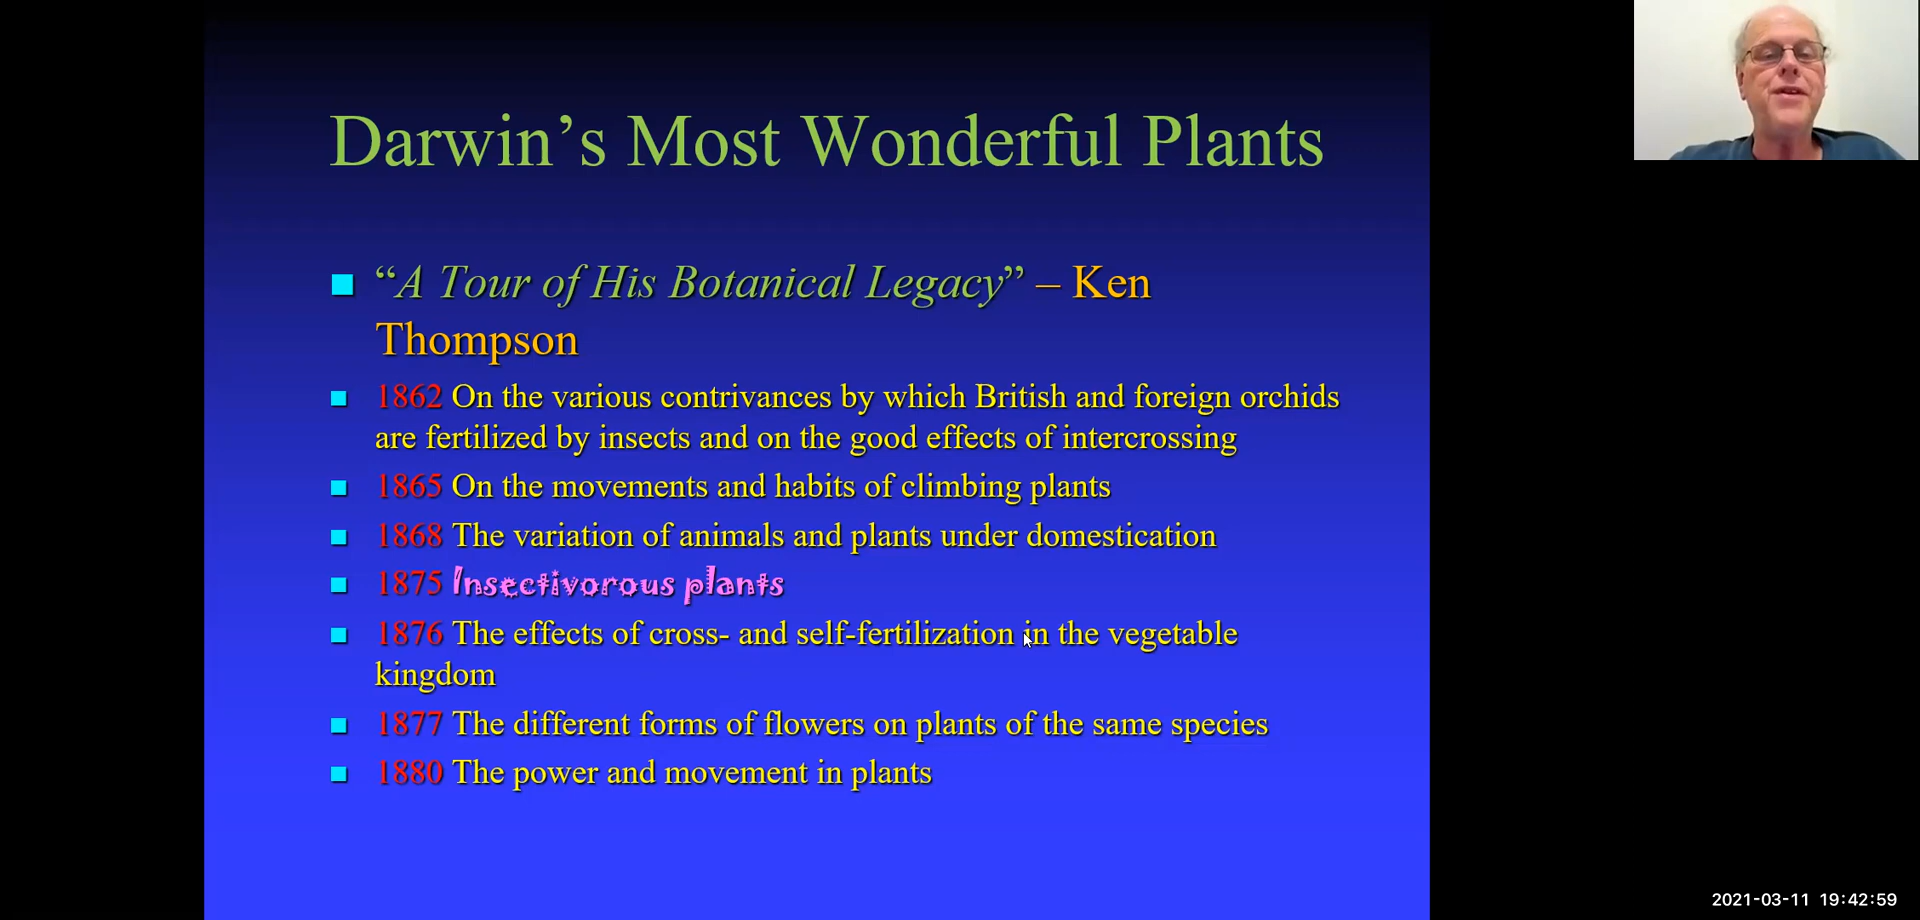 Darwin’s Most Wonderful Plants
“A Tour of His Botanical Legacy” – Ken
Thompson
1862 On the various contrivances by which British and foreign orchids
are fertilized by insects and on the good effects of intercrossing
1865 On the movements and habits of climbing plants
1868 The variation of animals and plants under domestication
1875 Insectivorous plants
1876 The effects of cross- and self-fertilization in the vegetable
kingdom
1877 The different forms of flowers on plants of the same species
1880 The power and movement in plants
2021-03-11 19:42:59